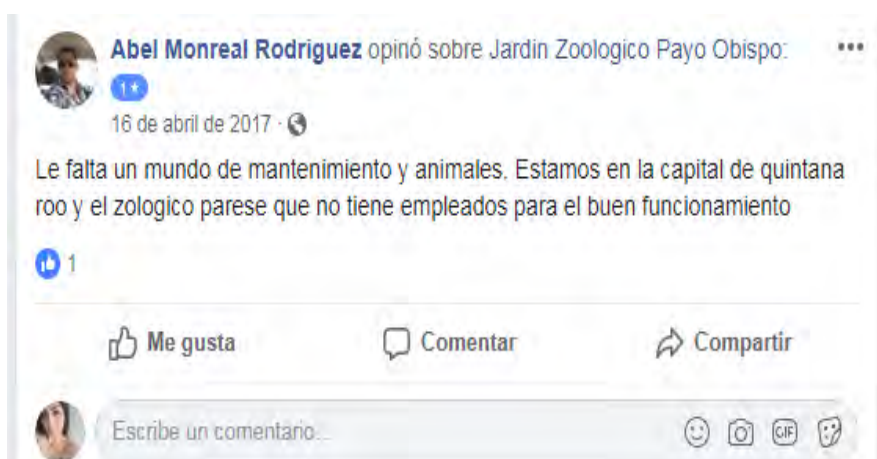 Abel Monreal Rodriguez opinó sobre Jardin Zoologico Payo Obispo:
1★
16 de abril de 2017 ·
Le falta un mundo de mantenimiento y animales. Estamos en la capital de quintana
roo y el zologico parese que no tiene empleados para el buen funcionamiento
1
Me gusta Comentar Compartir
Escribe un comentario... GIF